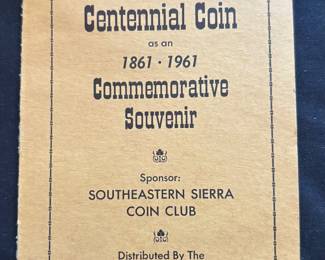 Centennial Coin
as an
1861 • 1961
Commemorative
Souvenir
Sponsor:
SOUTHEASTERN SIERRA
COIN CLUB
Distributed By The